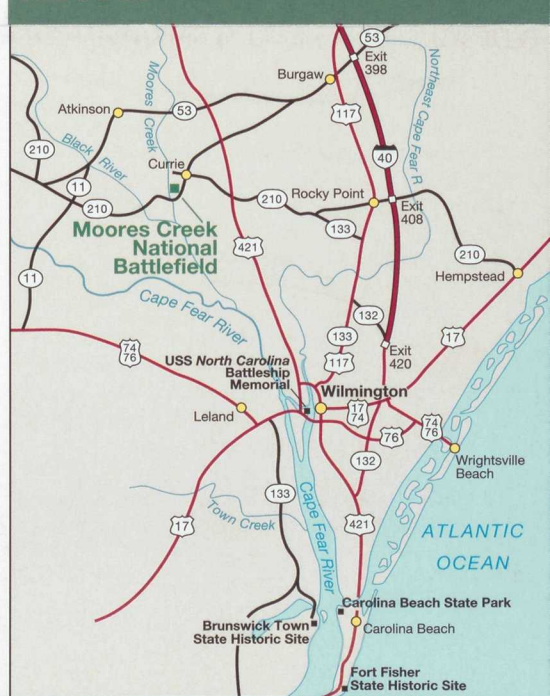 53
Exit
398
Burgaw
117
Moores
Creek
Northeast Cape Fear R
Atkinson
53
40
210
Black River
Currie
11
210
210
Rocky Point
Exit
408
133
210
Moores Creek
National
Battlefield
421
Hempstead
11
Cape Fear
River
132
133
17
117
Exit
420
74
76
USS North Carolina
Battleship
Memorial
Wilmington
17
74
Leland
74
76
76
132
Wrightsville
Beach
133
Cape Fear River
17
Town Creek
421
ATLANTIC
OCEAN
Carolina Beach State Park
Brunswick Town
State Historic Site
Carolina Beach
Fort Fisher
State Historic Site